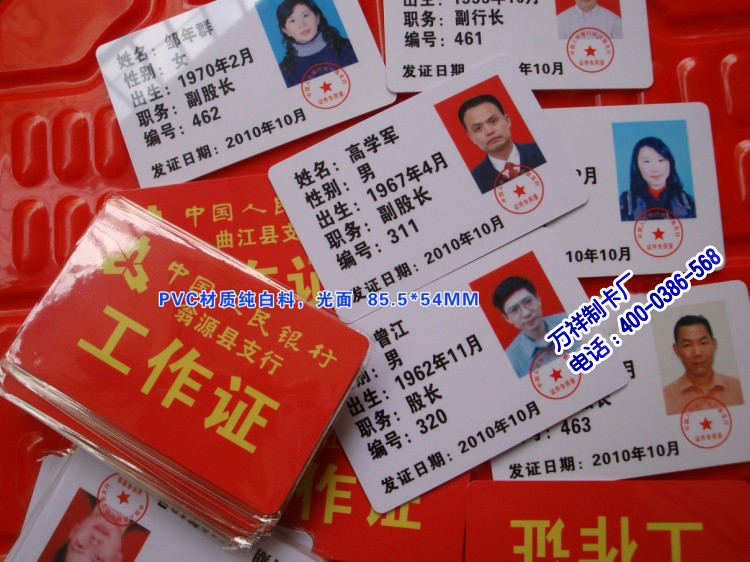 姓名：邹年群
性别：女
出生：1970年2月
职务：副股长
编号：462
发证日期：2010年10月
职务：副行长
编号：461
发证日期
年10月
姓名：高学军
性别：男
出生：1967年4月
职务：副股长
编号：311
发证日期：2010年10月
2月
10年10月
中国人民
曲江县支
工作证
中国
民银行
翁源县支行
工作证
PVC材质纯白料，光面 85.5*54MM
曾江
别：男
出生：1962年11月
职务：股长
编号：320
发证日期：2010年10月
万祥制卡厂
电话：400-0386-568
463
发证日期：2010年10月
工作证
工作证